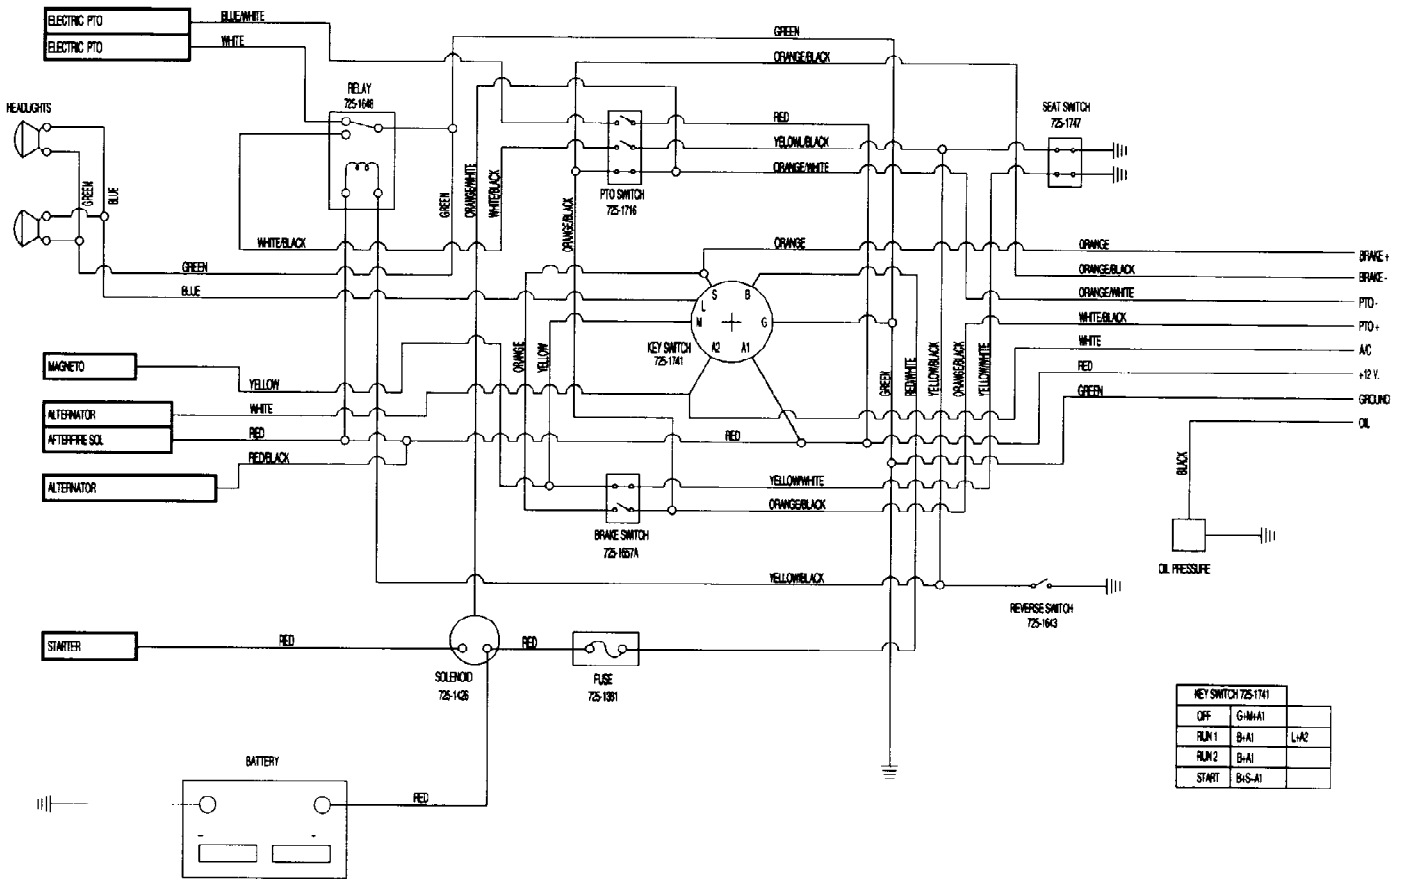 ELECTRIC PTO
BLUE/WHITE
ELECTRIC PTO
WHITE
GREEN
ORANGE/BLACK
RELAY
725-1648
HEADLIGHTS
SEAT SWITCH
725-1747
RED
YELOWL/BLACK
ORANGE/WHITE
PTO SWITCH
725-1716
GREEN
BLUE
GREEN
ORANGE/WHITE
WHITE/BLACK
ORANGE/BLACK
WHITE/BLACK
ORANGE
ORANGE
BRAKE +
GREEN
ORANGE/BLACK
BRAKE -
BLUE
ORANGE/WHITE
PTO -
S
B
L
M
G
A2
A1
KEY SWITCH
725-1741
WHITE/BLACK
PTO +
WHITE
A/C
RED
+12 V.
GREEN
GROUND
OIL
ORANGE
YELLOW
GREEN
RED/WHITE
YELLOW/BLACK
ORANGE/BLACK
YELLOW/WHITE
MAGNETO
YELLOW
ALTERNATOR
WHITE
AFTERFIRE SOL
RED
RED
RED/BLACK
ALTERNATOR
BLACK
YELLOW/WHITE
ORANGE/BLACK
BRAKE SWITCH
725-1657A
OIL PRESSURE
YELLOW/BLACK
REVERSE SWITCH
725-1643
STARTER
RED
RED
SOLENOID
725-1426
FUSE
725-1381
KEY SWITCH 725-1741
OFF G+M+A1
RUN 1 B+A1 L+A2
RUN 2 B+A1
START B+S+A1
BATTERY
RED
-